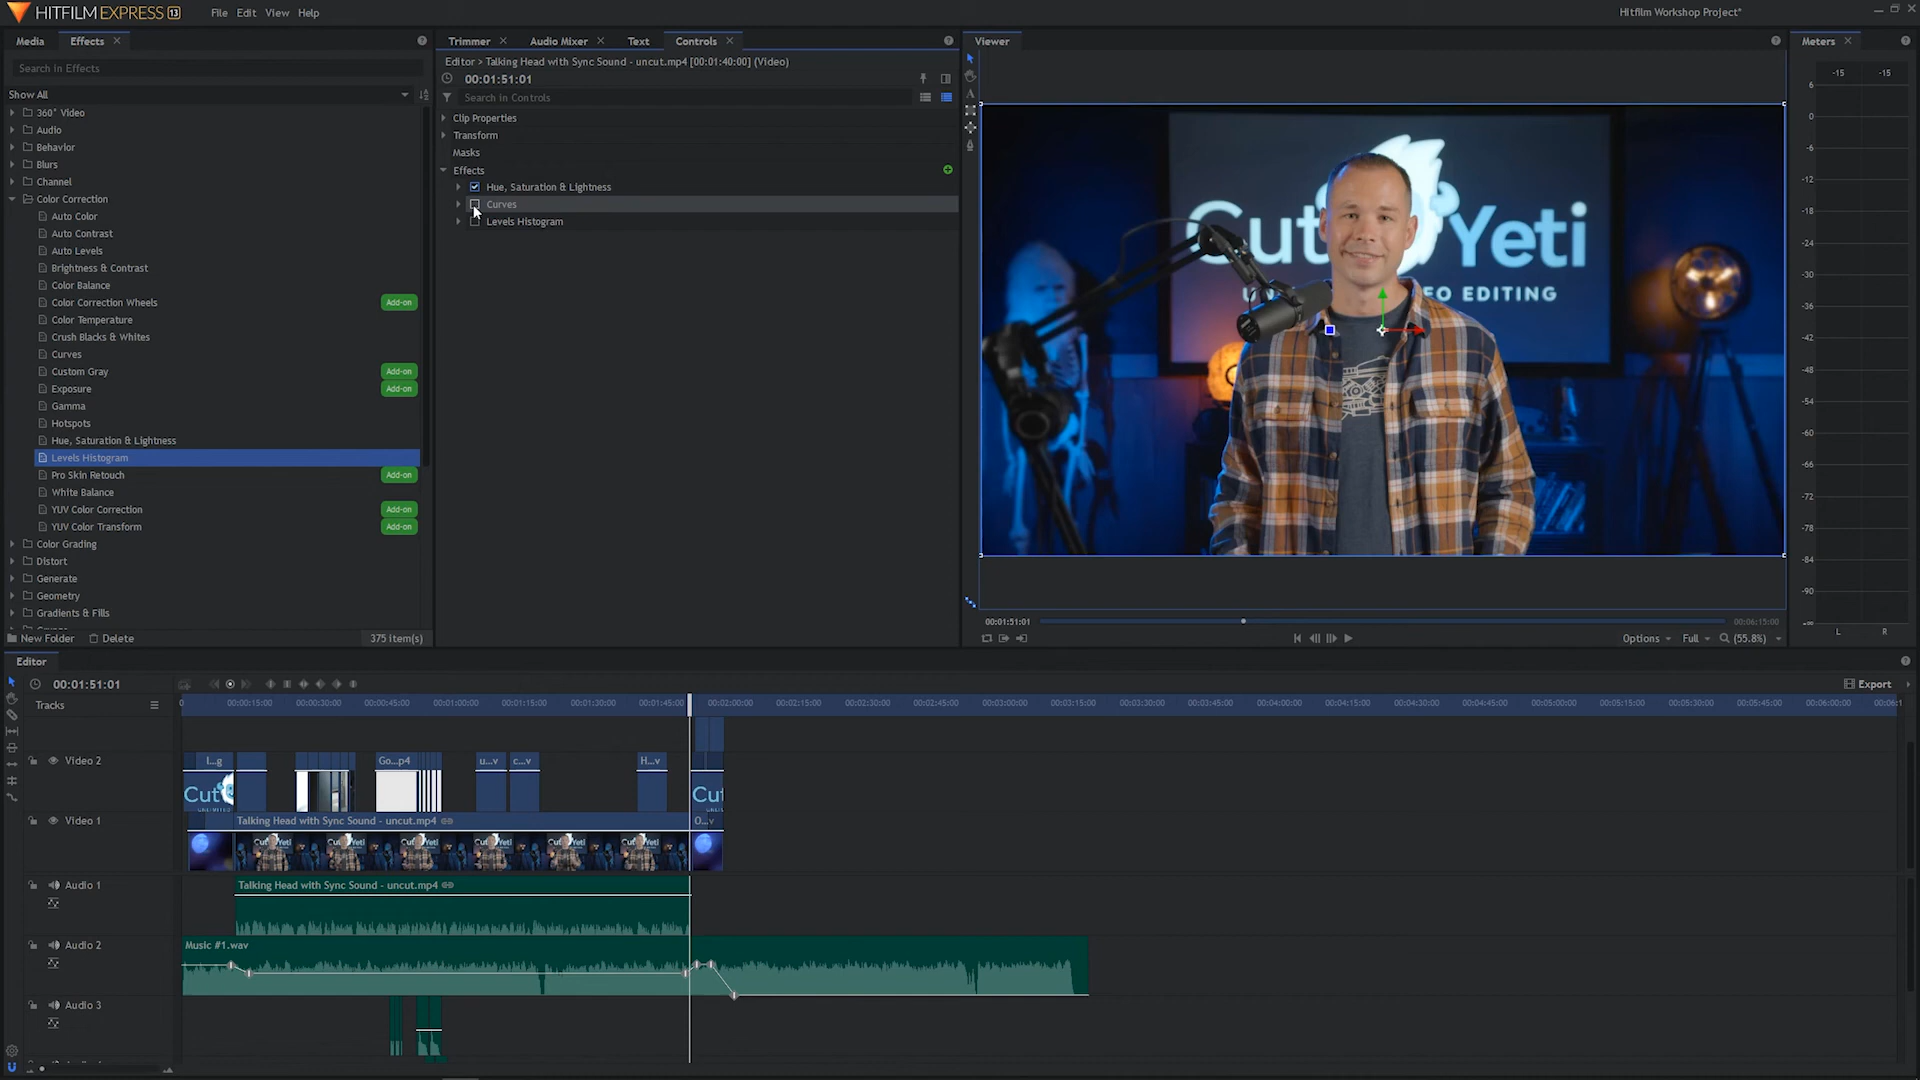 HITFILM EXPRESS 13
File Edit View Help
Hitfilm Workshop Project*
Media Effects
Search in Effects
Show All
360° Video
Audio
Behavior
Blurs
Channel
Color Correction
Auto Color
Auto Contrast
Auto Levels
Brightness & Contrast
Color Balance
Color Correction Wheels Add-on
Color Temperature
Crush Blacks & Whites
Curves
Custom Gray Add-on
Exposure Add-on
Gamma
Hotspots
Hue, Saturation & Lightness
Levels Histogram
Pro Skin Retouch Add-on
White Balance
YUV Color Correction Add-on
YUV Color Transform Add-on
Color Grading
Distort
Generate
Geometry
Gradients & Fills
New Folder Delete 375 item(s)
Trimmer Audio Mixer Text Controls
Editor > Talking Head with Sync Sound - uncut.mp4 [00:01:40:00] (Video)
00:01:51:01
Search in Controls
Clip Properties
Transform
Masks
Effects
Hue, Saturation & Lightness
Curves
Levels Histogram
Viewer
Cut Yeti
EO EDITING
00:01:51:01 00:06:15:00
Options Full (55.8%)
Meters
-15 -15
6
0
-6
-12
-18
-24
-30
-36
-42
-48
-54
-60
-66
-72
-78
-84
-90
-∞
L R
Editor
00:01:51:01
Export
Tracks
0 00:00:15:00 00:00:30:00 00:00:45:00 00:01:00:00 00:01:15:00 00:01:30:00 00:01:45:00 00:02:00:00 00:02:15:00 00:02:30:00 00:02:45:00 00:03:00:00 00:03:15:00 00:03:30:00 00:03:45:00 00:04:00:00 00:04:15:00 00:04:30:00 00:04:45:00 00:05:00:00 00:05:15:00 00:05:30:00 00:05:45:00 00:06:00:00 00:06:1
Video 2 I...g Go...p4 u...v c...v H...v
Cut Cut
Video 1 Talking Head with Sync Sound - uncut.mp4 O...v
Audio 1 Talking Head with Sync Sound - uncut.mp4
Audio 2 Music #1.wav
Audio 3